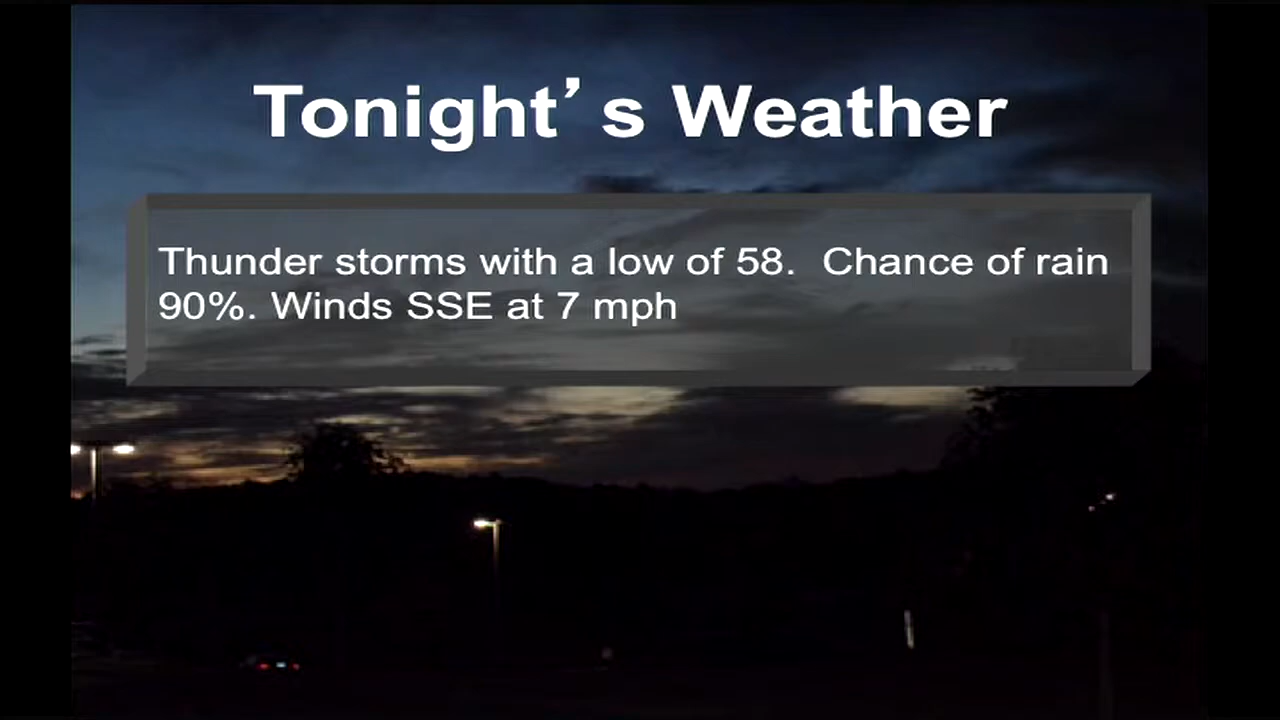 Tonight’s Weather
Thunder storms with a low of 58.  Chance of rain
90%. Winds SSE at 7 mph